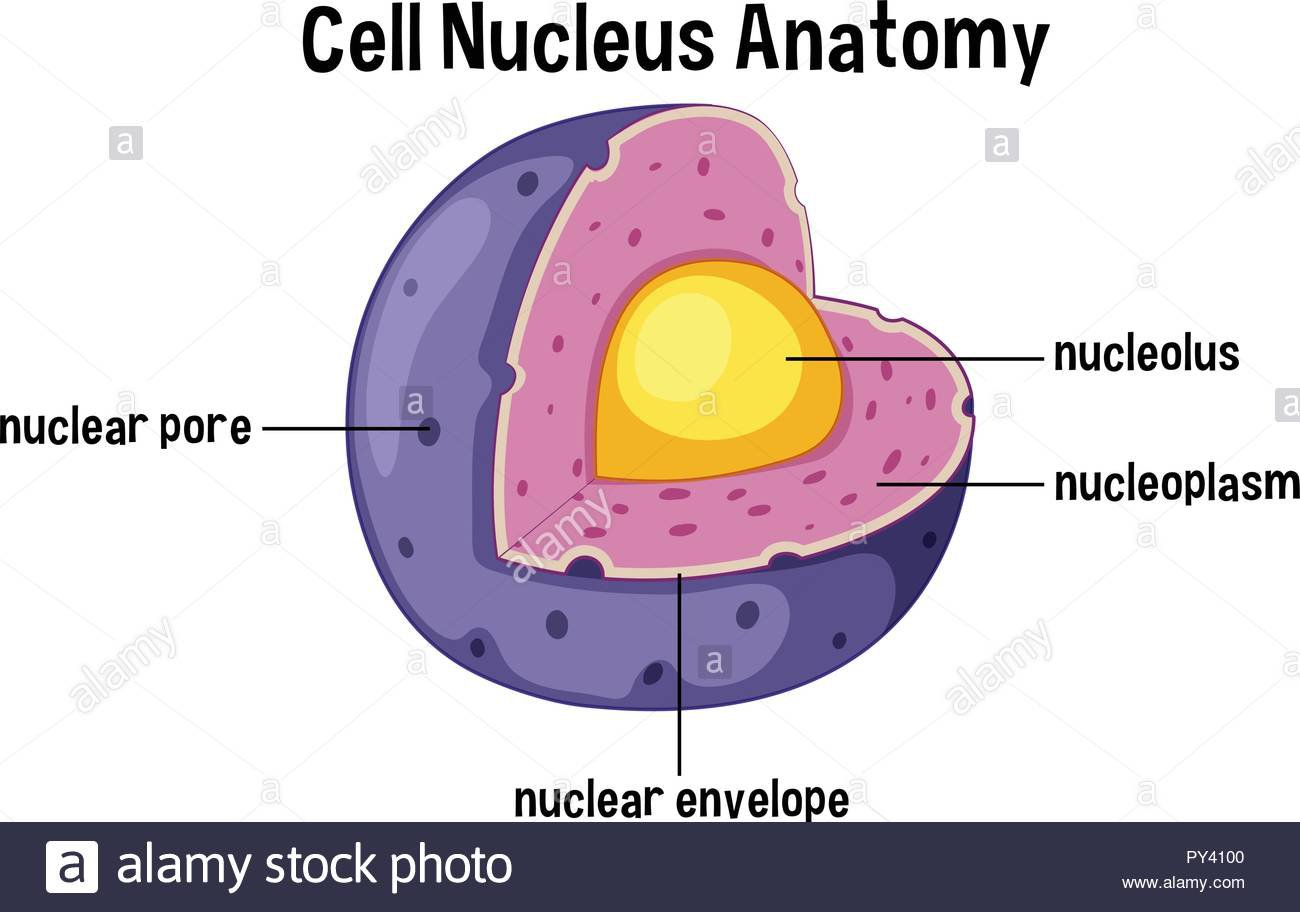 Cell Nucleus Anatomy
nucleolus
nuclear pore
nucleoplasm
nuclear envelope
a alamy stock photo
PY4100
www.alamy.com